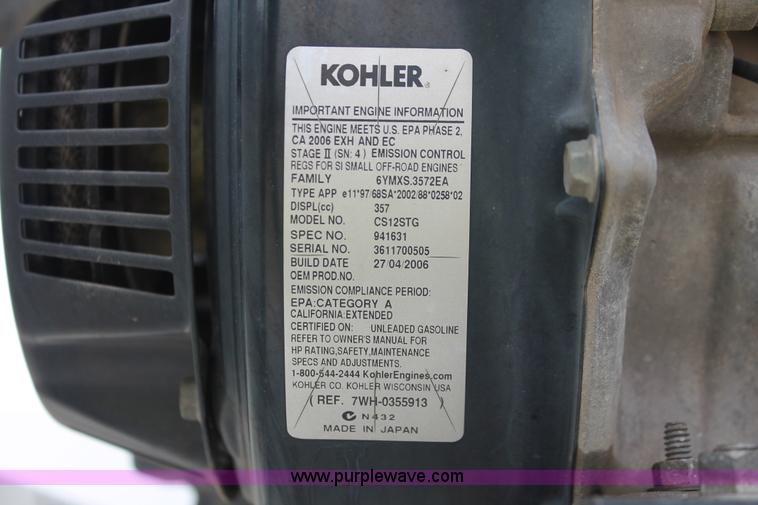 KOHLER®
IMPORTANT ENGINE INFORMATION
THIS ENGINE MEETS U.S. EPA PHASE 2,
CA 2006 EXH AND EC
STAGE II (SN: 4) EMISSION CONTROL
REGS FOR SI SMALL OFF-ROAD ENGINES
FAMILY 6YMXS.3572EA
TYPE APP e11*97/68SA*2002/88*0258*02
DISPL(cc) 357
MODEL NO. CS12STG
SPEC NO. 941631
SERIAL NO. 3611700505
BUILD DATE 27/04/2006
OEM PROD.NO.
EMISSION COMPLIANCE PERIOD:
EPA:CATEGORY A
CALIFORNIA:EXTENDED
CERTIFIED ON: UNLEADED GASOLINE
REFER TO OWNER'S MANUAL FOR
HP RATING,SAFETY,MAINTENANCE
SPECS AND ADJUSTMENTS.
1-800-544-2444 KohlerEngines.com
KOHLER CO. KOHLER WISCONSIN USA
(REF. 7WH-0355913)
N432
MADE IN JAPAN
www.purplewave.com